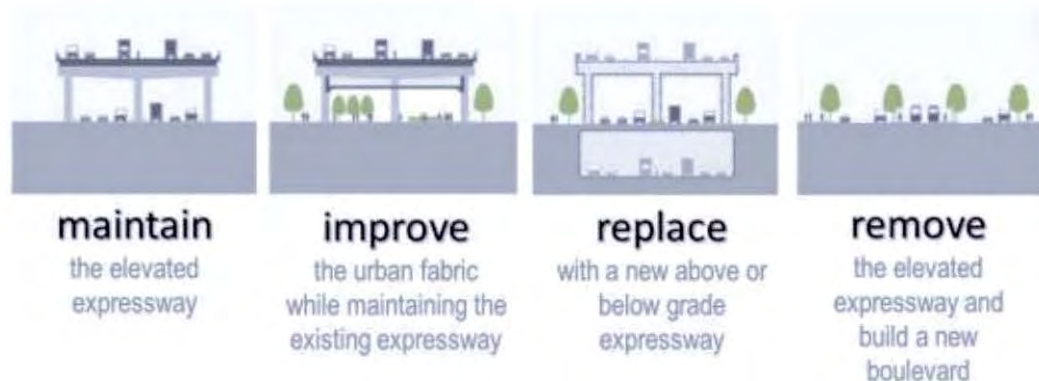 maintain
the elevated
expressway
improve
the urban fabric
while maintaining the
existing expressway
replace
with a new above or
below grade
expressway
remove
the elevated
expressway and
build a new
boulevard